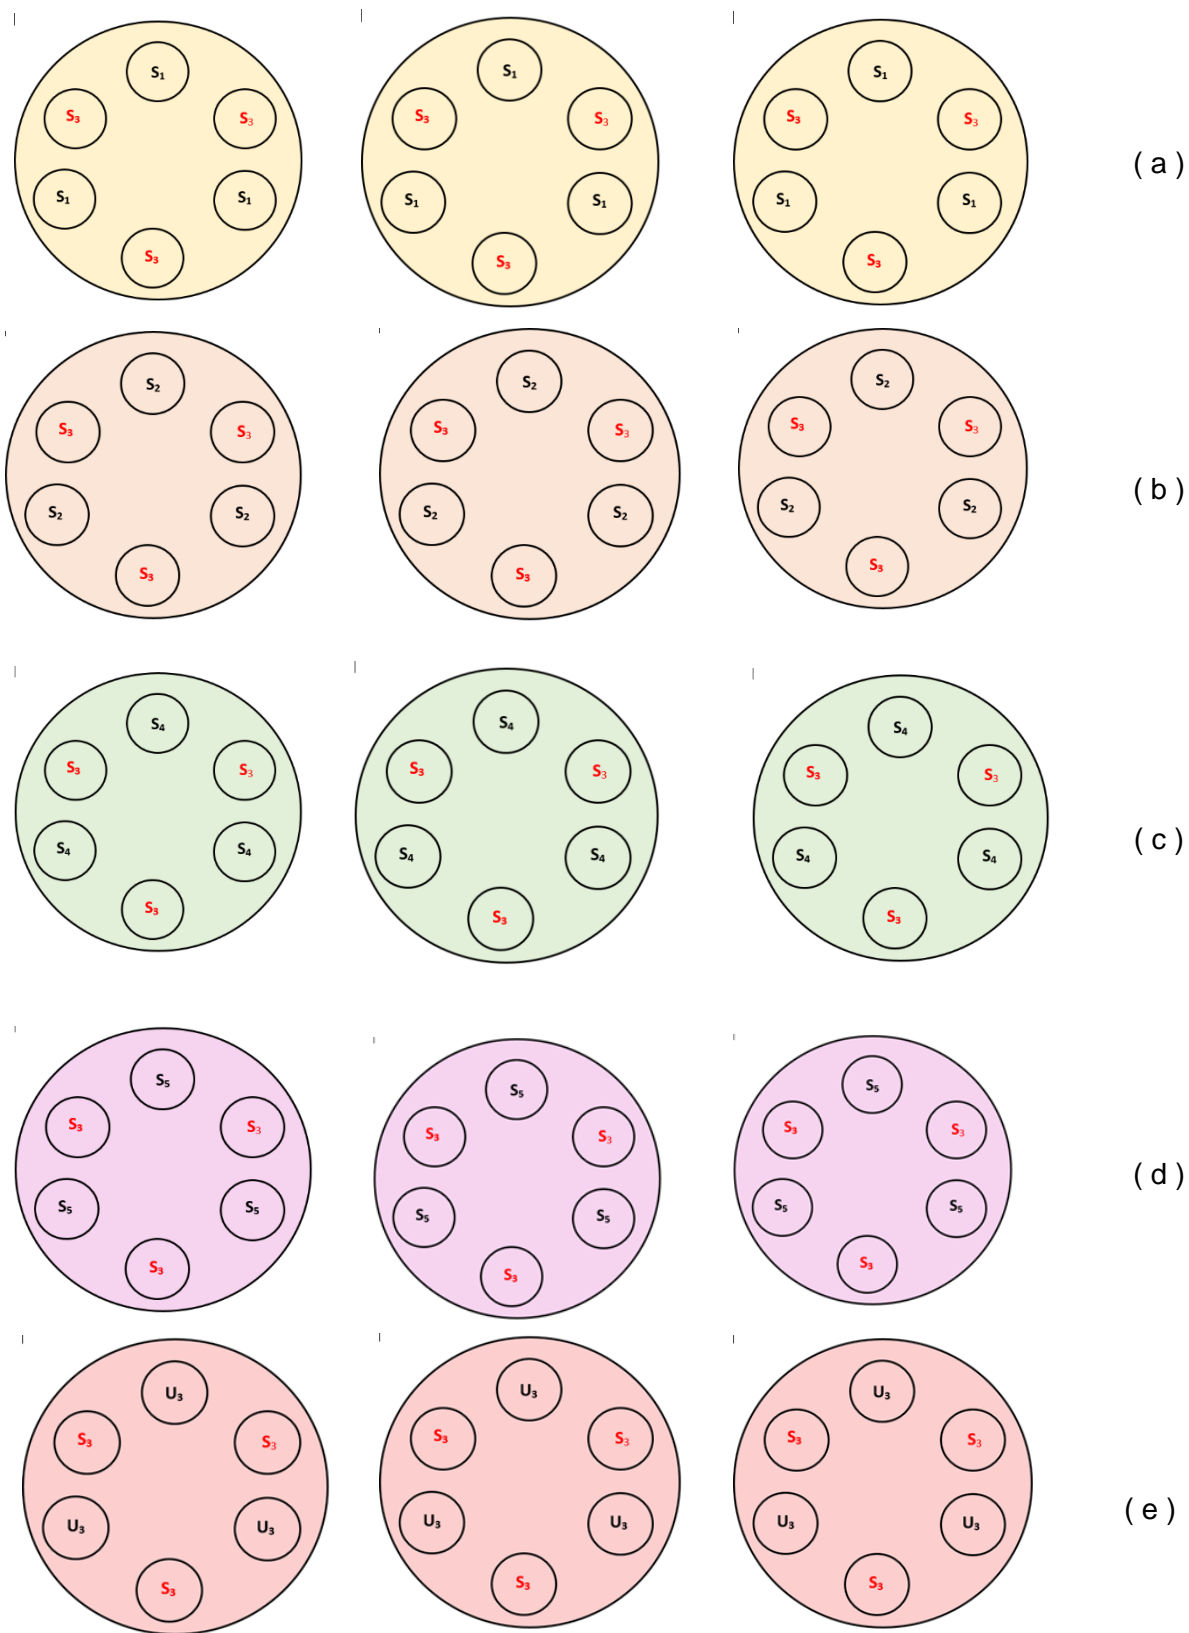 S₁ S₁ S₁
S₃ S₃ S₃ S₃ S₃ S₃
( a )
S₁ S₁ S₁ S₁ S₁ S₁
S₃ S₃ S₃
S₂ S₂ S₂
S₃ S₃ S₃ S₃ S₃ S₃
( b )
S₂ S₂ S₂ S₂ S₂ S₂
S₃ S₃ S₃
S₄ S₄ S₄
S₃ S₃ S₃ S₃ S₃ S₃
( c )
S₄ S₄ S₄ S₄ S₄ S₄
S₃ S₃ S₃
S₅ S₅ S₅
S₃ S₃ S₃ S₃ S₃ S₃
( d )
S₅ S₅ S₅ S₅ S₅ S₅
S₃ S₃ S₃
U₃ U₃ U₃
S₃ S₃ S₃ S₃ S₃ S₃
( e )
U₃ U₃ U₃ U₃ U₃ U₃
S₃ S₃ S₃